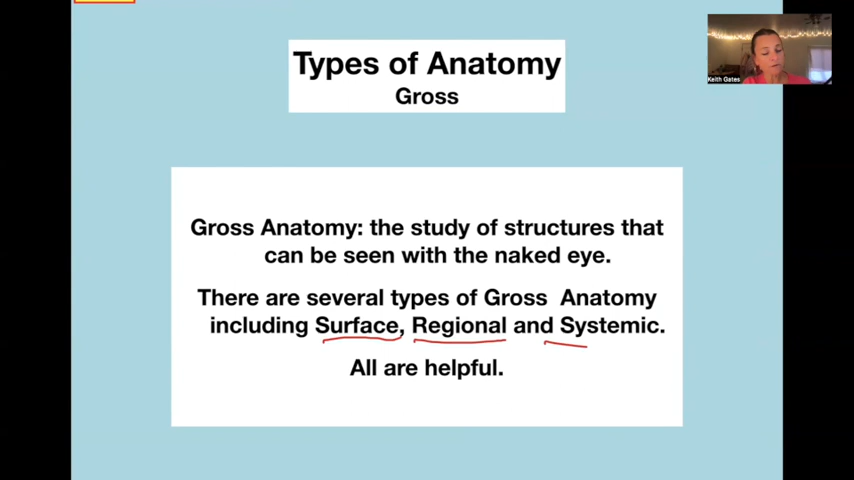 Types of Anatomy
Gross
Keith Gates
Gross Anatomy: the study of structures that
can be seen with the naked eye.
There are several types of Gross Anatomy
including Surface, Regional and Systemic.
All are helpful.